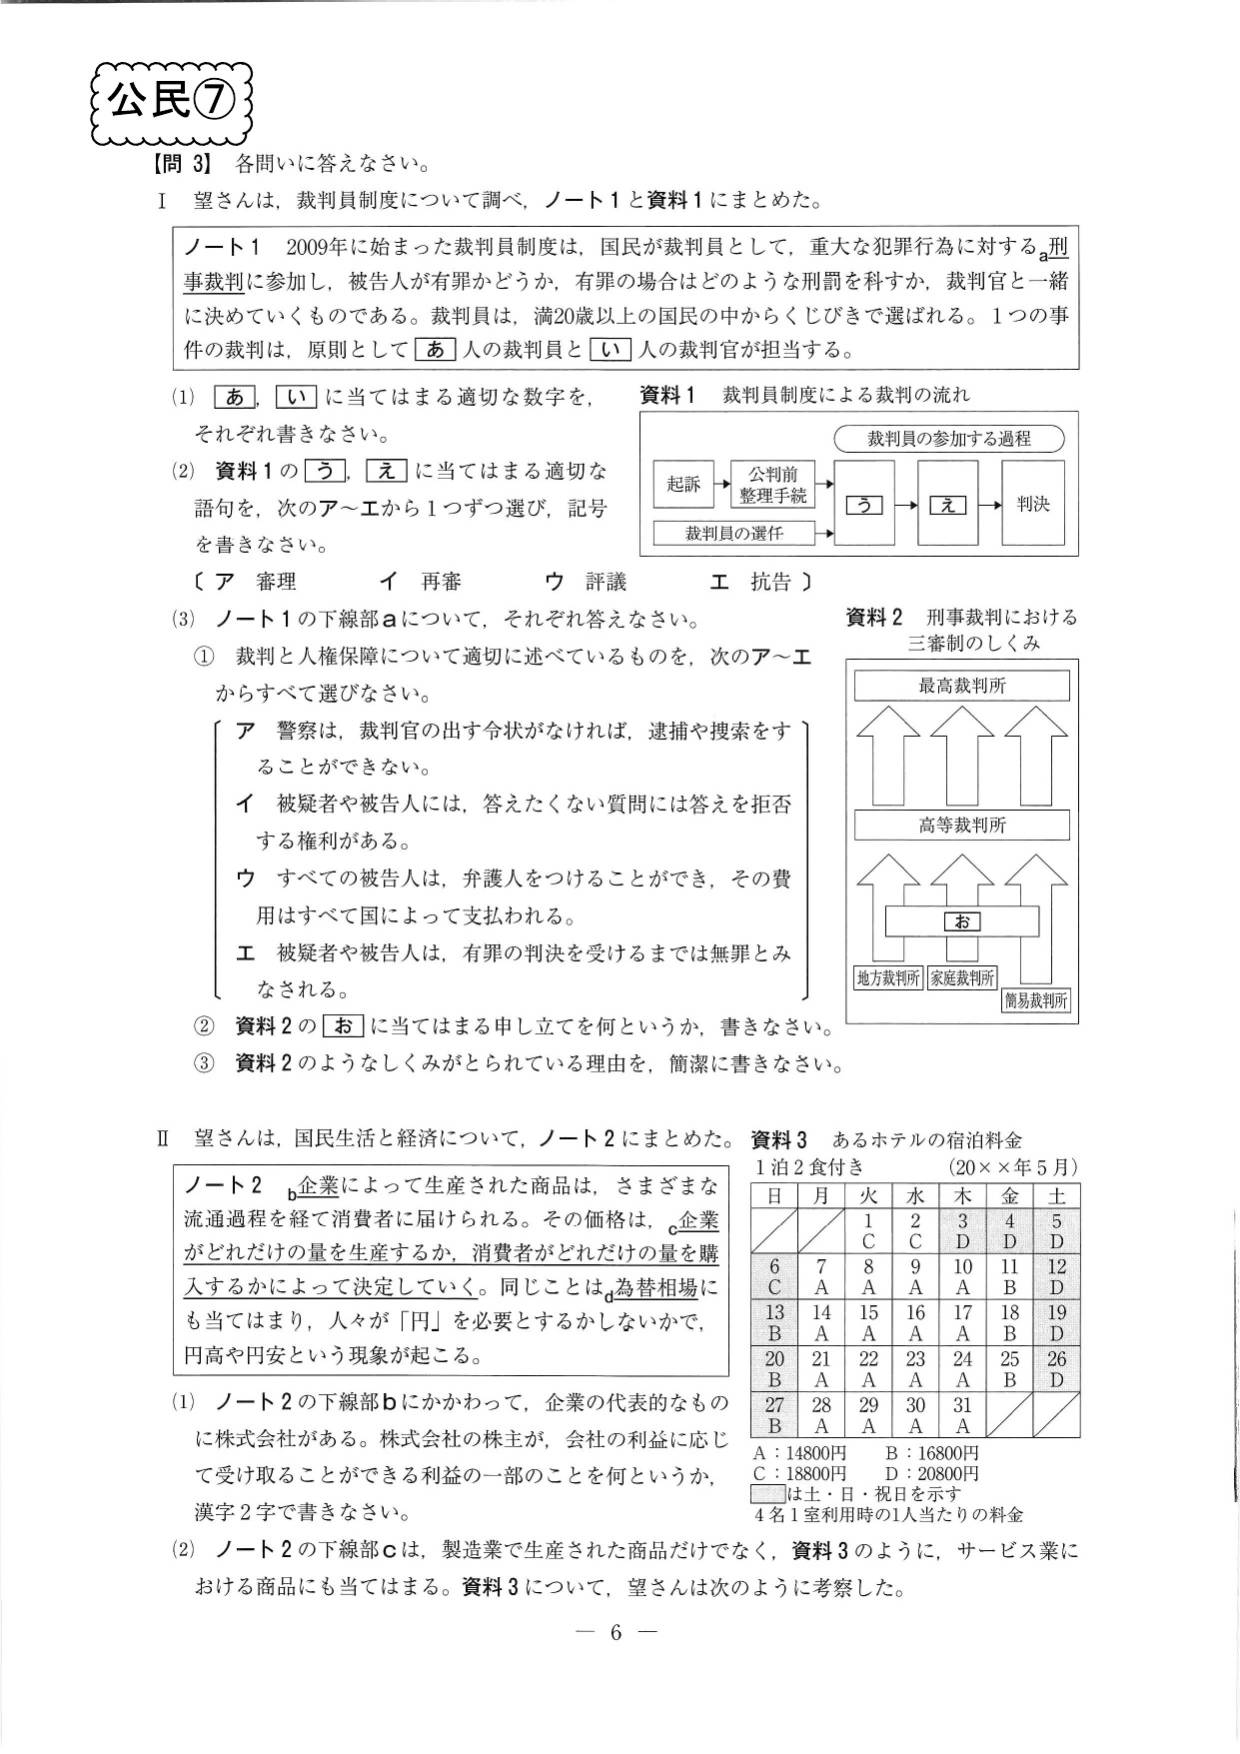 公民⑦
【問 3】 各問いに答えなさい。
Ⅰ 望さんは，裁判員制度について調べ，ノート1と資料1にまとめた。
ノート1 2009年に始まった裁判員制度は，国民が裁判員として，重大な犯罪行為に対するa刑
事裁判に参加し，被告人が有罪かどうか，有罪の場合はどのような刑罰を科すか，裁判官と一緒
に決めていくものである。裁判員は，満20歳以上の国民の中からくじびきで選ばれる。1つの事
件の裁判は，原則として あ 人の裁判員と い 人の裁判官が担当する。
(1) あ，い に当てはまる適切な数字を，
それぞれ書きなさい。
(2) 資料1の う，え に当てはまる適切な
語句を，次のア～エから1つずつ選び，記号
を書きなさい。
〔 ア 審理 イ 再審 ウ 評議 エ 抗告 〕
資料1 裁判員制度による裁判の流れ
裁判員の参加する過程
起訴
公判前
整理手続
う
え
判決
裁判員の選任
(3) ノート1の下線部aについて，それぞれ答えなさい。
① 裁判と人権保障について適切に述べているものを，次のア～エ
からすべて選びなさい。
ア 警察は，裁判官の出す令状がなければ，逮捕や捜索をす
ることができない。
イ 被疑者や被告人には，答えたくない質問には答えを拒否
する権利がある。
ウ すべての被告人は，弁護人をつけることができ，その費
用はすべて国によって支払われる。
エ 被疑者や被告人は，有罪の判決を受けるまでは無罪とみ
なされる。
② 資料2の お に当てはまる申し立てを何というか，書きなさい。
③ 資料2のようなしくみがとられている理由を，簡潔に書きなさい。
資料2 刑事裁判における
三審制のしくみ
最高裁判所
高等裁判所
お
地方裁判所
家庭裁判所
簡易裁判所
Ⅱ 望さんは，国民生活と経済について，ノート2にまとめた。
ノート2 b企業によって生産された商品は，さまざまな
流通過程を経て消費者に届けられる。その価格は，c企業
がどれだけの量を生産するか，消費者がどれだけの量を購
入するかによって決定していく。同じことはd為替相場に
も当てはまり，人々が「円」を必要とするかしないかで，
円高や円安という現象が起こる。
(1) ノート2の下線部bにかかわって，企業の代表的なもの
に株式会社がある。株式会社の株主が，会社の利益に応じ
て受け取ることができる利益の一部のことを何というか，
漢字2字で書きなさい。
資料3 あるホテルの宿泊料金
1泊2食付き (20××年5月)
日 月 火 水 木 金 土
1 2 3 4 5
C C D D D
6 7 8 9 10 11 12
C A A A A B D
13 14 15 16 17 18 19
B A A A A B D
20 21 22 23 24 25 26
B A A A A B D
27 28 29 30 31
B A A A A
A：14800円 B：16800円
C：18800円 D：20800円
は土・日・祝日を示す
4名1室利用時の1人当たりの料金
(2) ノート2の下線部cは，製造業で生産された商品だけでなく，資料3のように，サービス業に
おける商品にも当てはまる。資料3について，望さんは次のように考察した。
― 6 ―